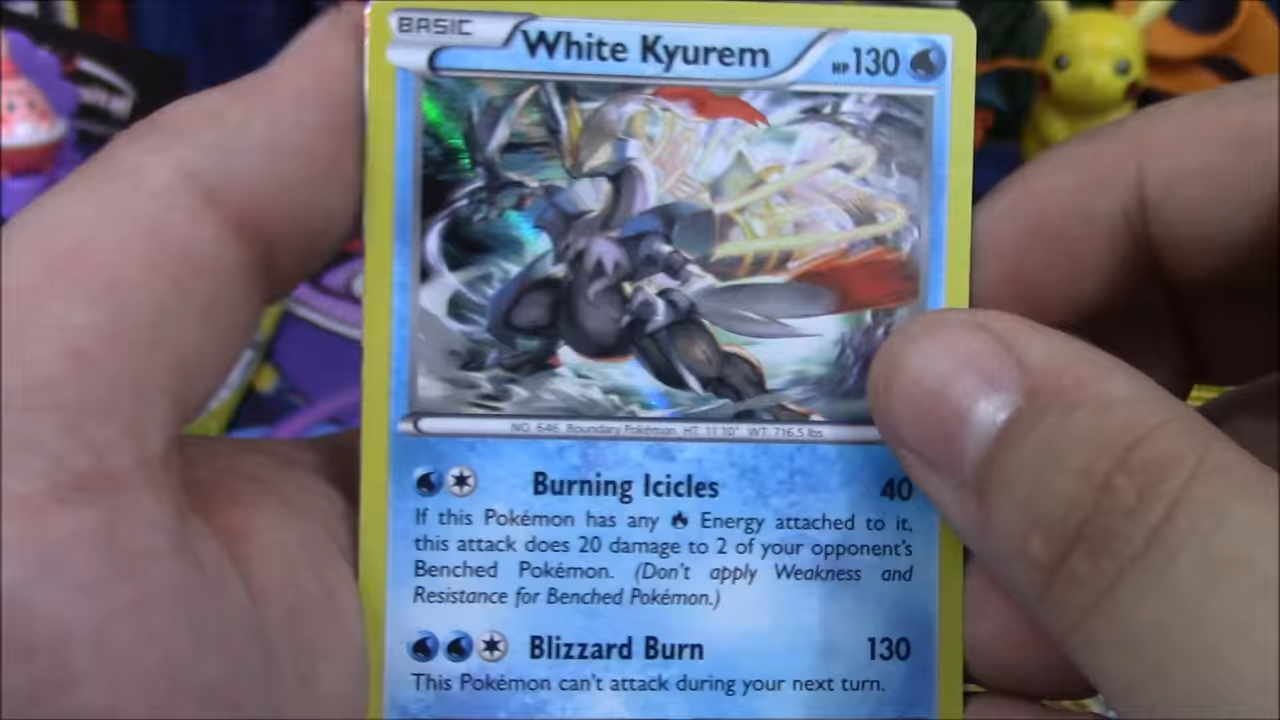 BASIC
White Kyurem
HP 130
NO. 646 Boundary Pokémon HT: 11'10" WT: 716.5 lbs
Burning Icicles 40
If this Pokémon has any Energy attached to it,
this attack does 20 damage to 2 of your opponent's
Benched Pokémon. (Don't apply Weakness and
Resistance for Benched Pokémon.)
Blizzard Burn 130
This Pokémon can't attack during your next turn.